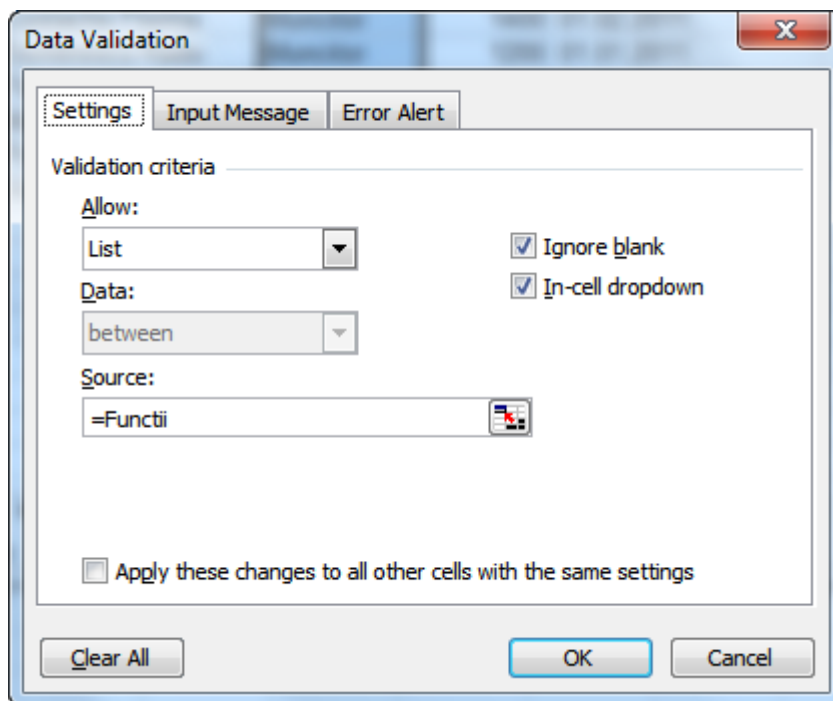 Data Validation
Settings
Input Message
Error Alert
Validation criteria
Allow:
List
Ignore blank
Data:
In-cell dropdown
between
Source:
=Functii
Apply these changes to all other cells with the same settings
Clear All
OK
Cancel